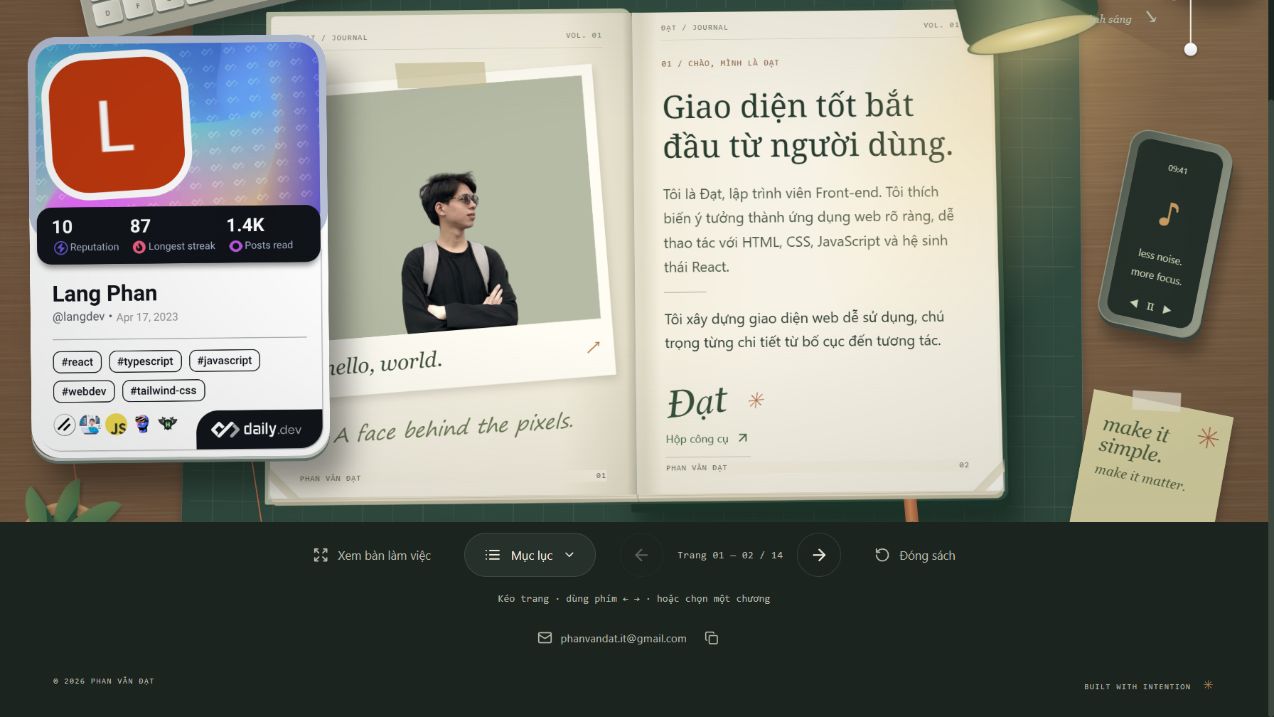 D
F
L
10
87
1.4K
Reputation
Longest streak
Posts read
Lang Phan
@langdev • Apr 17, 2023
#react
#typescript
#javascript
#webdev
#tailwind-css
JS
daily.dev
/ JOURNAL
VOL. 01
hello, world.
A face behind the pixels.
PHAN VĂN ĐẠT
01
ĐẠT / JOURNAL
VOL. 01
01 / CHÀO, MÌNH LÀ ĐẠT
Giao diện tốt bắt
đầu từ người dùng.
Tôi là Đạt, lập trình viên Front-end. Tôi thích
biến ý tưởng thành ứng dụng web rõ ràng, dễ
thao tác với HTML, CSS, JavaScript và hệ sinh
thái React.
Tôi xây dựng giao diện web dễ sử dụng, chú
trọng từng chi tiết từ bố cục đến tương tác.
Đạt
Hộp công cụ ↗
PHAN VĂN ĐẠT
02
sáng ↘
09:41
less noise.
more focus.
make it
simple.
make it matter.
Xem bàn làm việc
Mục lục
Trang 01 — 02 / 14
Đóng sách
Kéo trang · dùng phím ← → · hoặc chọn một chương
phanvandat.it@gmail.com
© 2026 PHAN VĂN ĐẠT
BUILT WITH INTENTION